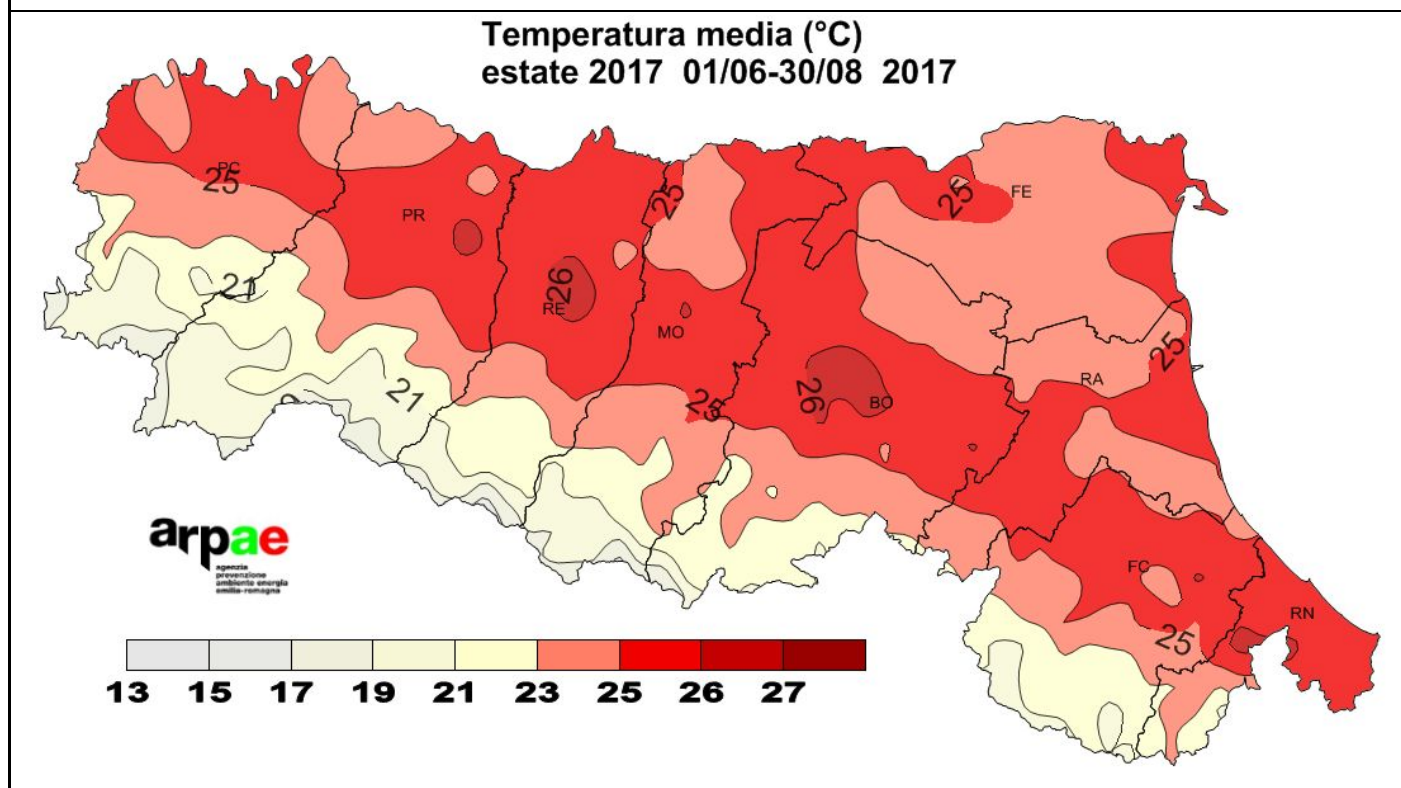 Temperatura media (°C)
estate 2017 01/06-30/08 2017
PC
25
PR
25
25
FE
21
26
RE
MO
25
RA
26
BO
21
25
arpae
agenzia
prevenzione
ambiente energia
emilia-romagna
FC
RN
25
13 15 17 19 21 23 25 26 27